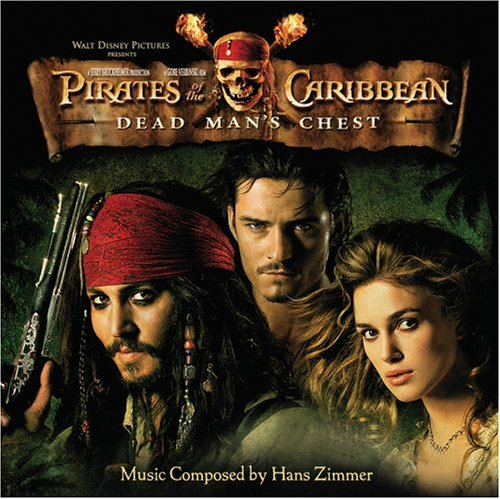 WALT DISNEY PICTURES
PRESENTS
A JERRY BRUCKHEIMER PRODUCTION A GORE VERBINSKI FILM
PIRATES of the CARIBBEAN
DEAD MAN'S CHEST
Music Composed by Hans Zimmer